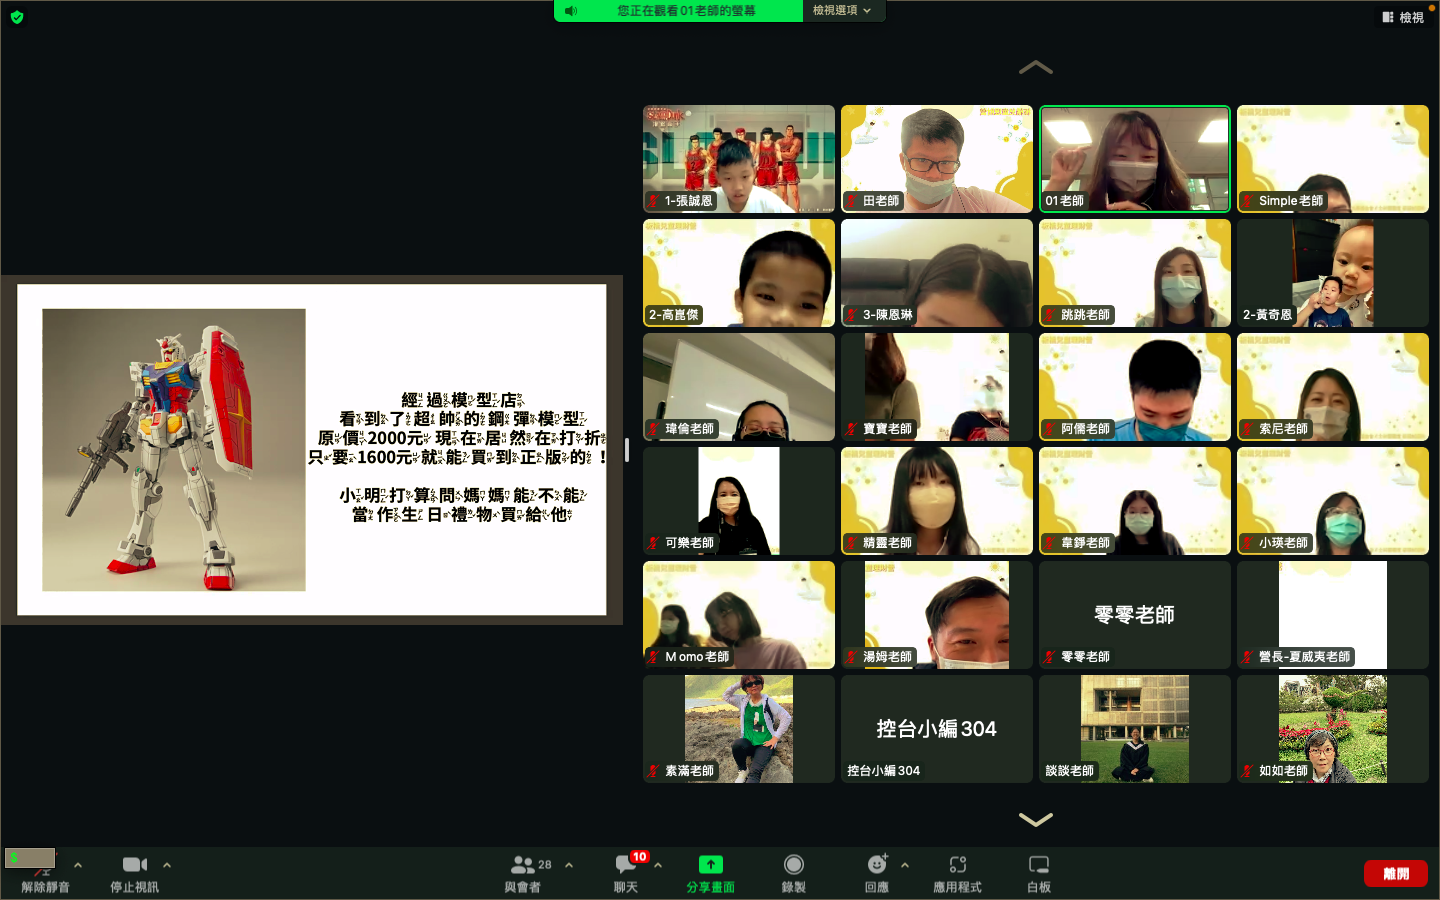 您正在觀看01老師的螢幕
檢視選項
檢視
經過模型店
看到了超帥的鋼彈模型
原價2000元現在居然在打折
只要1600元就能買到正版的！
小明打算問媽媽能不能
當作生日禮物買給他
1-張誠恩
田老師
01老師
Simple老師
2-高崑傑
3-陳恩琳
跳跳老師
2-黃奇恩
瑋倫老師
寶寶老師
阿儒老師
索尼老師
可樂老師
精靈老師
韋錚老師
小瑛老師
Momo老師
湯姆老師
零零老師
零零老師
營長-夏威夷老師
素滿老師
控台小編304
控台小編304
談談老師
如如老師
$
解除靜音
停止視訊
28
與會者
10
聊天
分享畫面
錄製
回應
應用程式
白板
離開